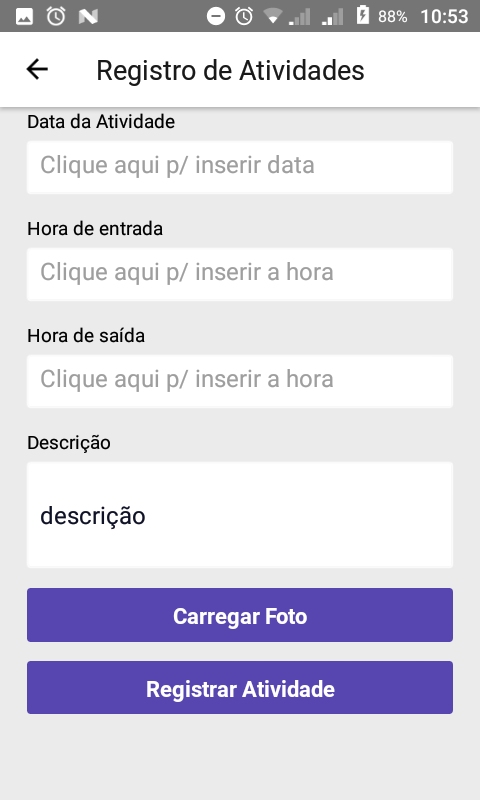 88% 10:53
Registro de Atividades
Data da Atividade
Clique aqui p/ inserir data
Hora de entrada
Clique aqui p/ inserir a hora
Hora de saída
Clique aqui p/ inserir a hora
Descrição
descrição
Carregar Foto
Registrar Atividade